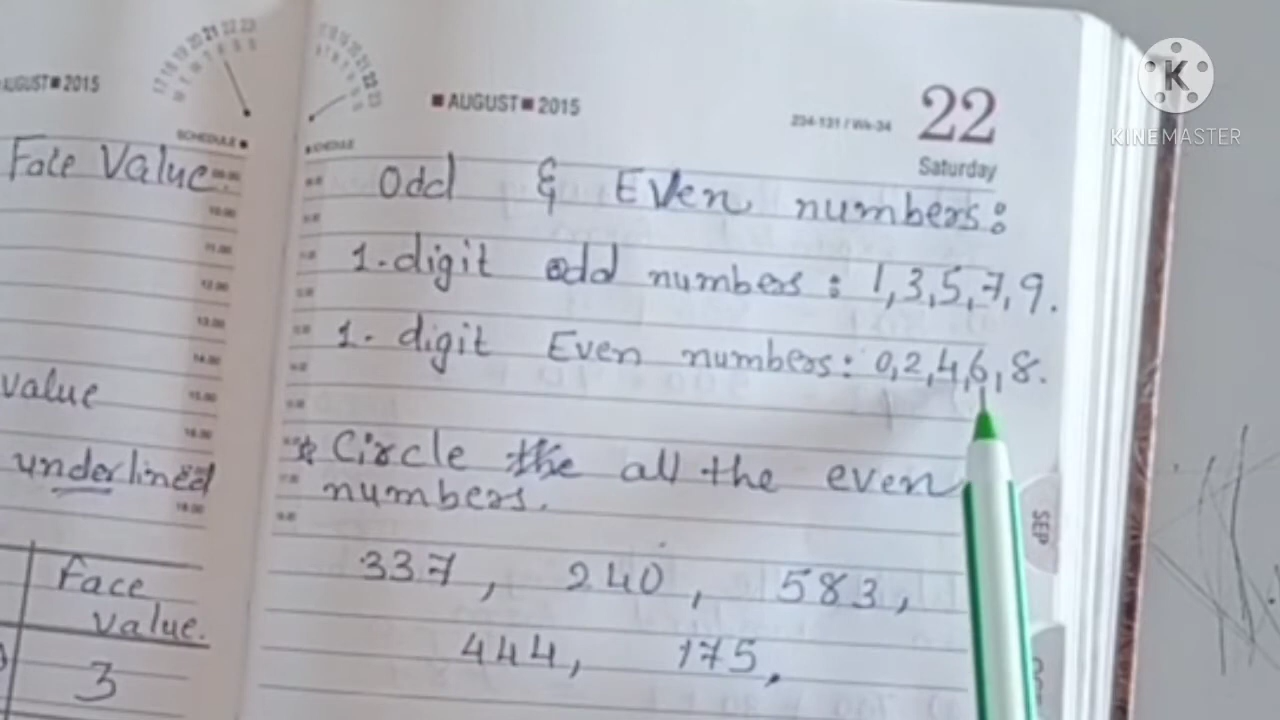 AUGUST 2015
SCHEDULE
Face Value.
value
underlined
Face
value.
3
AUGUST 2015
234-131 / Wk-34
22
Saturday
SCHEDULE
Odd & Even numbers:
1-digit odd numbers: 1,3,5,7,9.
1-digit Even numbers: 0,2,4,6,8.
Circle the all the even
numbers.
337, 240, 583,
444, 175,
SEP
K
KINEMASTER